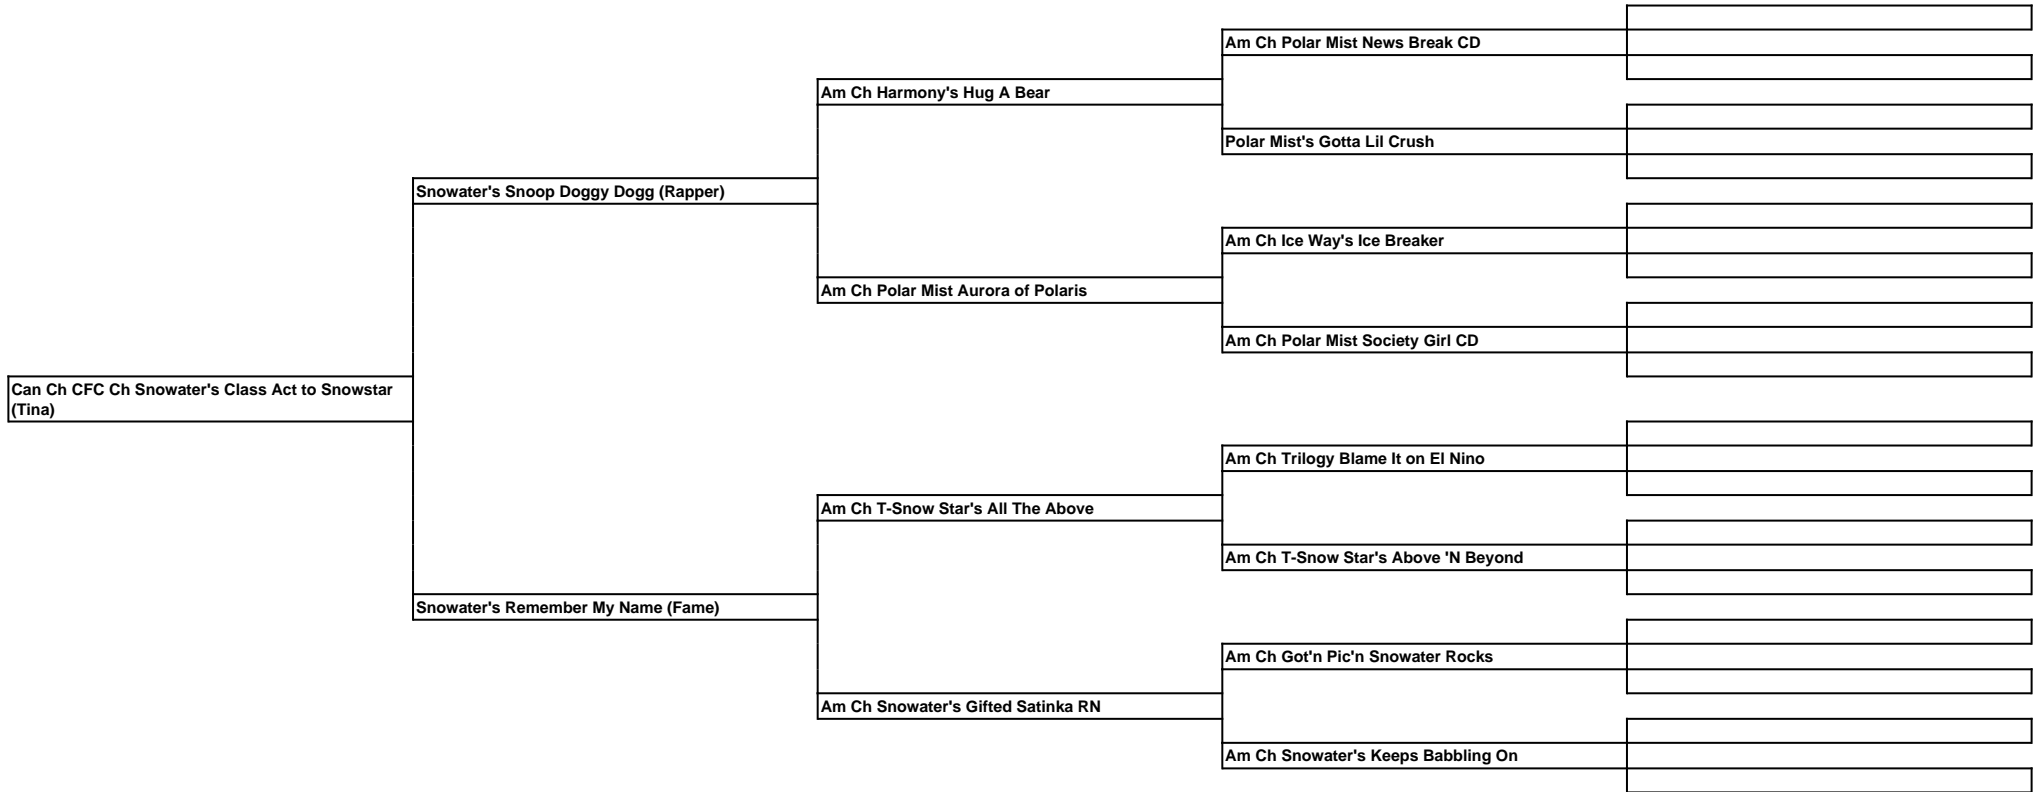 Am Ch Polar Mist News Break CD
Am Ch Harmony's Hug A Bear
Polar Mist's Gotta Lil Crush
Snowater's Snoop Doggy Dogg (Rapper)
Am Ch Ice Way's Ice Breaker
Am Ch Polar Mist Aurora of Polaris
Am Ch Polar Mist Society Girl CD
Can Ch CFC Ch Snowater's Class Act to Snowstar
(Tina)
Am Ch Trilogy Blame It on El Nino
Am Ch T-Snow Star's All The Above
Am Ch T-Snow Star's Above 'N Beyond
Snowater's Remember My Name (Fame)
Am Ch Got'n Pic'n Snowater Rocks
Am Ch Snowater's Gifted Satinka RN
Am Ch Snowater's Keeps Babbling On